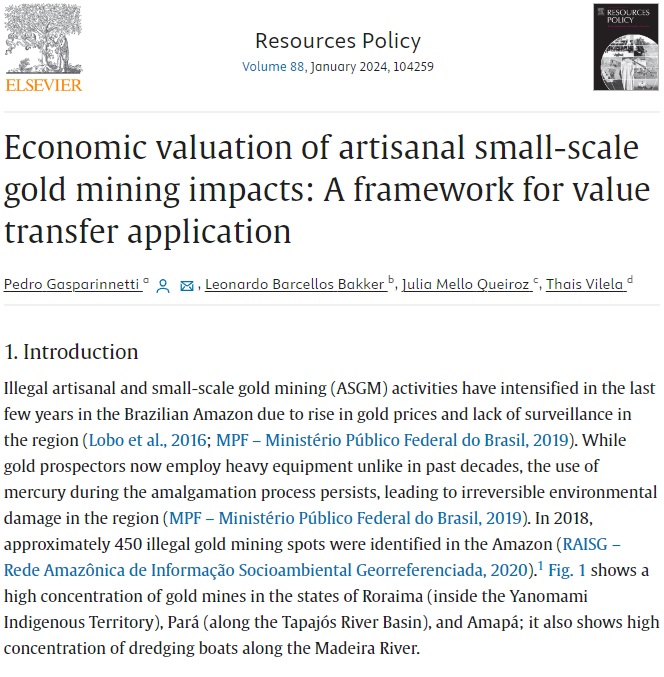 Resources Policy
Volume 88, January 2024, 104259
RESOURCES
POLICY
ELSEVIER
Economic valuation of artisanal small-scale
gold mining impacts: A framework for value
transfer application
Pedro Gasparinnetti a , Leonardo Barcellos Bakker b, Julia Mello Queiroz c, Thais Vilela d
1. Introduction
Illegal artisanal and small-scale gold mining (ASGM) activities have intensified in the last
few years in the Brazilian Amazon due to rise in gold prices and lack of surveillance in
the region (Lobo et al., 2016; MPF – Ministério Público Federal do Brasil, 2019). While
gold prospectors now employ heavy equipment unlike in past decades, the use of
mercury during the amalgamation process persists, leading to irreversible environmental
damage in the region (MPF – Ministério Público Federal do Brasil, 2019). In 2018,
approximately 450 illegal gold mining spots were identified in the Amazon (RAISG –
Rede Amazônica de Informação Socioambiental Georreferenciada, 2020).1 Fig. 1 shows a
high concentration of gold mines in the states of Roraima (inside the Yanomami
Indigenous Territory), Pará (along the Tapajós River Basin), and Amapá; it also shows high
concentration of dredging boats along the Madeira River.